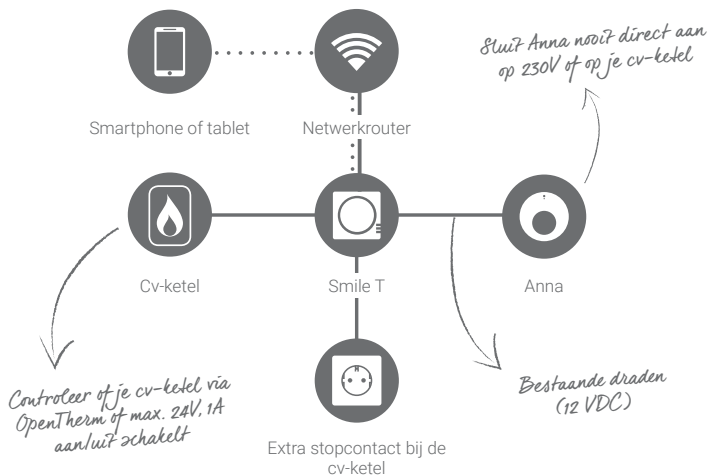 Sluit Anna nooit direct aan
op 230V of op je cv-ketel
Smartphone of tablet
Netwerkrouter
Cv-ketel
Smile T
Anna
Controleer of je cv-ketel via
OpenTherm of max. 24V, 1A
aan/uit schakelt
Bestaande draden
(12 VDC)
Extra stopcontact bij de
cv-ketel